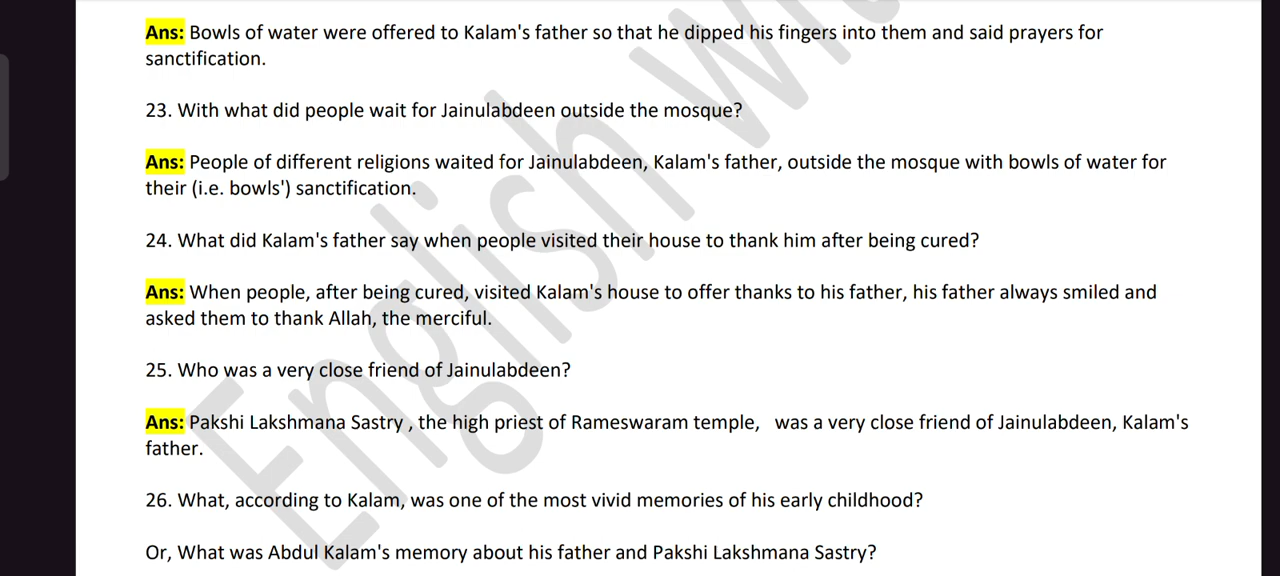 Ans: Bowls of water were offered to Kalam's father so that he dipped his fingers into them and said prayers for
sanctification.
23. With what did people wait for Jainulabdeen outside the mosque?
Ans: People of different religions waited for Jainulabdeen, Kalam's father, outside the mosque with bowls of water for
their (i.e. bowls') sanctification.
24. What did Kalam's father say when people visited their house to thank him after being cured?
Ans: When people, after being cured, visited Kalam's house to offer thanks to his father, his father always smiled and
asked them to thank Allah, the merciful.
25. Who was a very close friend of Jainulabdeen?
Ans: Pakshi Lakshmana Sastry , the high priest of Rameswaram temple,   was a very close friend of Jainulabdeen, Kalam's
father.
26. What, according to Kalam, was one of the most vivid memories of his early childhood?
Or, What was Abdul Kalam's memory about his father and Pakshi Lakshmana Sastry?
English